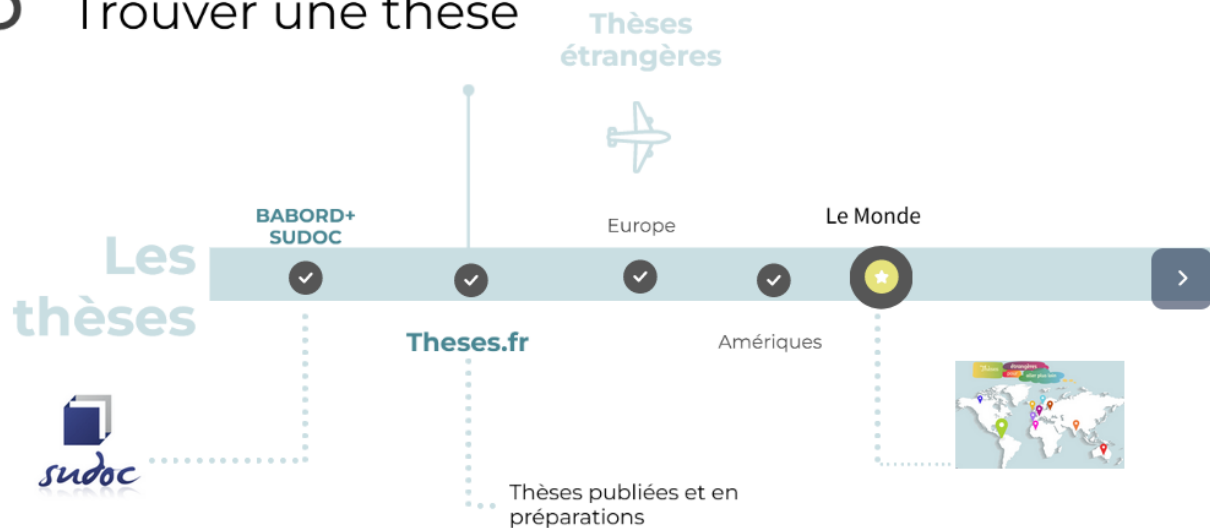 Trouver une thèse
Thèses
étrangères
BABORD+
SUDOC
Europe
Le Monde
Les
thèses
Theses.fr
Amériques
étrangères
sudoc
Thèses publiées et en
préparations